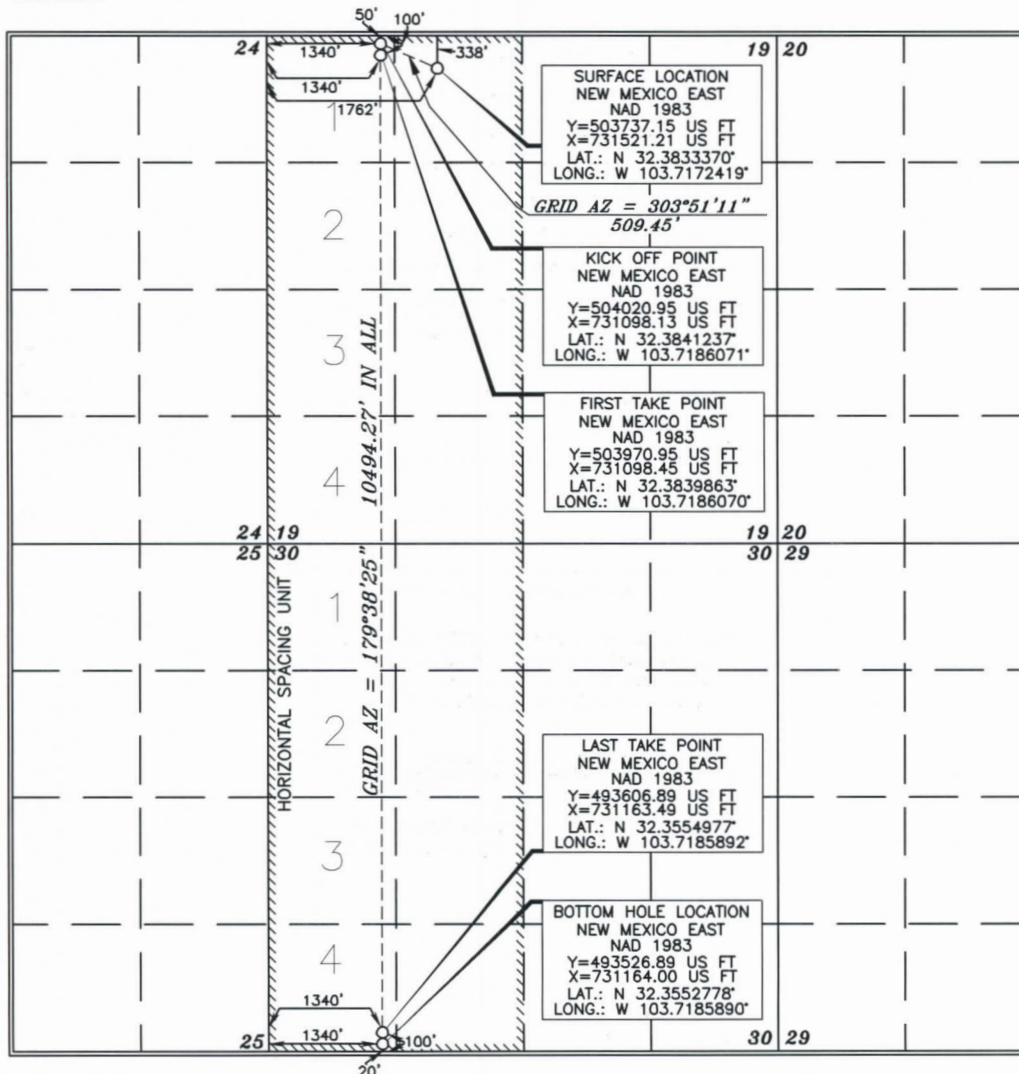 50' 100'
24 1340' 338' 19 20
1340'
1762'
1
SURFACE LOCATION
NEW MEXICO EAST
NAD 1983
Y=503737.15 US FT
X=731521.21 US FT
LAT.: N 32.3833370°
LONG.: W 103.7172419°
2
GRID AZ = 303°51'11"
509.45'
KICK OFF POINT
NEW MEXICO EAST
NAD 1983
Y=504020.95 US FT
X=731098.13 US FT
LAT.: N 32.3841237°
LONG.: W 103.7186071°
3
10494.27' IN ALL
FIRST TAKE POINT
NEW MEXICO EAST
NAD 1983
Y=503970.95 US FT
X=731098.45 US FT
LAT.: N 32.3839863°
LONG.: W 103.7186070°
4
24 19 19 20
25 30 30 29
1
HORIZONTAL SPACING UNIT
GRID AZ = 179°38'25"
2
LAST TAKE POINT
NEW MEXICO EAST
NAD 1983
Y=493606.89 US FT
X=731163.49 US FT
LAT.: N 32.3554977°
LONG.: W 103.7185892°
3
BOTTOM HOLE LOCATION
NEW MEXICO EAST
NAD 1983
Y=493526.89 US FT
X=731164.00 US FT
LAT.: N 32.3552778°
LONG.: W 103.7185890°
4
1340'
25 1340' 100' 30 29
20'